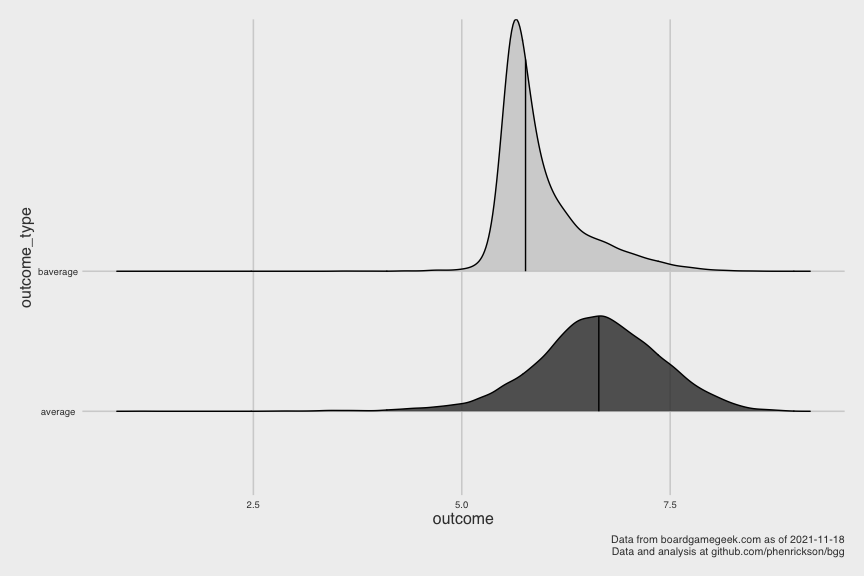 outcome_type
baverage
average
2.5
5.0
7.5
outcome
Data from boardgamegeek.com as of 2021-11-18
Data and analysis at github.com/phenrickson/bgg